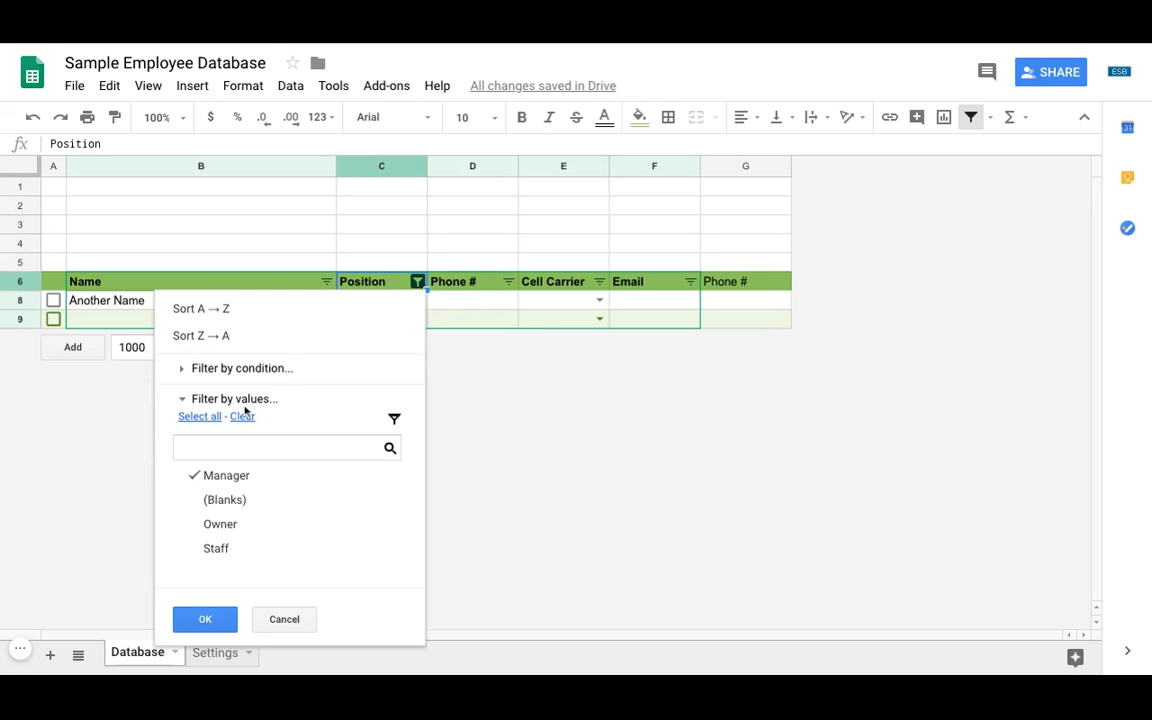 Sample Employee Database
File Edit View Insert Format Data Tools Add-ons Help All changes saved in Drive
SHARE
ESB
100% $ % .0 .00 123 Arial 10 B I S A Σ
fx Position
A B C D E F G
1
2
3
4
5
6 Name Position Phone # Cell Carrier Email Phone #
8 Another Name
9
Add 1000
Sort A → Z
Sort Z → A
Filter by condition...
Filter by values...
Select all - Clear
Manager
(Blanks)
Owner
Staff
OK Cancel
Database Settings
31